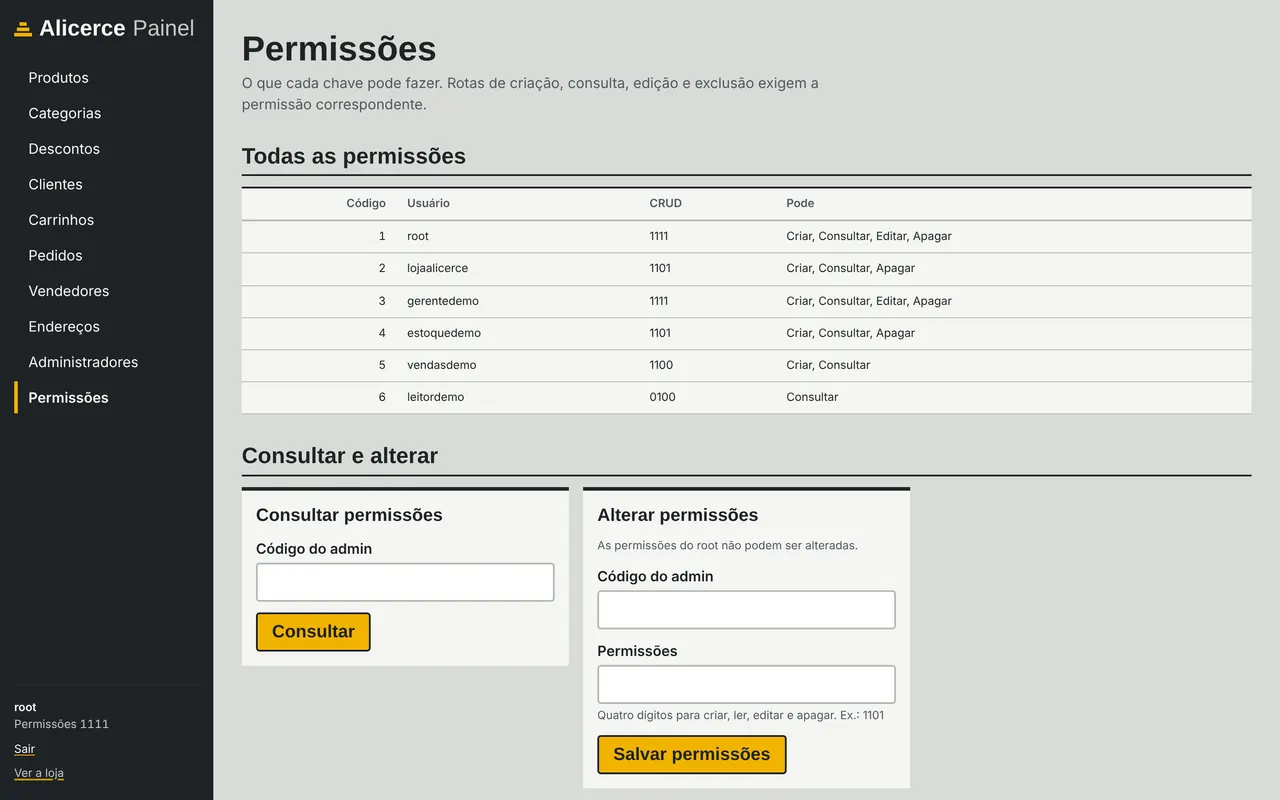 Alicerce Painel
Produtos
Categorias
Descontos
Clientes
Carrinhos
Pedidos
Vendedores
Endereços
Administradores
Permissões
root
Permissões 1111
Sair
Ver a loja
Permissões
O que cada chave pode fazer. Rotas de criação, consulta, edição e exclusão exigem a
permissão correspondente.
Todas as permissões
Código Usuário CRUD Pode
1 root 1111 Criar, Consultar, Editar, Apagar
2 lojaalicerce 1101 Criar, Consultar, Apagar
3 gerentedemo 1111 Criar, Consultar, Editar, Apagar
4 estoquedemo 1101 Criar, Consultar, Apagar
5 vendasdemo 1100 Criar, Consultar
6 leitordemo 0100 Consultar
Consultar e alterar
Consultar permissões
Código do admin
Consultar
Alterar permissões
As permissões do root não podem ser alteradas.
Código do admin
Permissões
Quatro dígitos para criar, ler, editar e apagar. Ex.: 1101
Salvar permissões